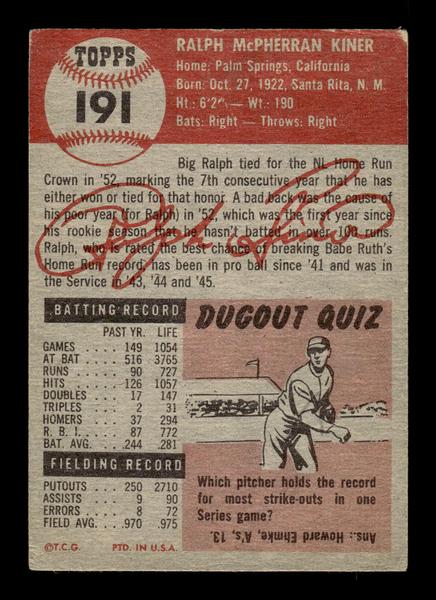 TOPPS
191
RALPH McPHERRAN KINER
Home: Palm Springs, California
Born: Oct. 27, 1922, Santa Rita, N. M.
Ht.: 6'2" — Wt.: 190
Bats: Right — Throws: Right
Big Ralph tied for the NL Home Run
Crown in '52, marking the 7th consecutive year that he
has either won or tied for that honor. A bad back was the cause
of his poor year (for Ralph) in '52, which was the first year since
his rookie season that he hasn't batted in over 100 runs.
Ralph, who is rated the best chance of breaking Babe Ruth's
Home Run record, has been in pro ball since '41 and was in
the Service in '43, '44 and '45.
Ralph Kiner
BATTING RECORD
PAST YR. LIFE
GAMES .... 149 1054
AT BAT ... 516 3765
RUNS .... 90 727
HITS .... 126 1057
DOUBLES .. 17 147
TRIPLES ... 2 31
HOMERS .. 37 294
R. B. I. .... 87 772
BAT. AVG. .. .244 .281
FIELDING RECORD
PUTOUTS .. 250 2710
ASSISTS ... 9 90
ERRORS ... 8 72
FIELD AVG. . .970 .975
©T.C.G. PTD. IN U.S.A.
DUGOUT QUIZ
Which pitcher holds the record
for most strike-outs in one
Series game?
Ans.: Howard Ehmke, A's, 13.